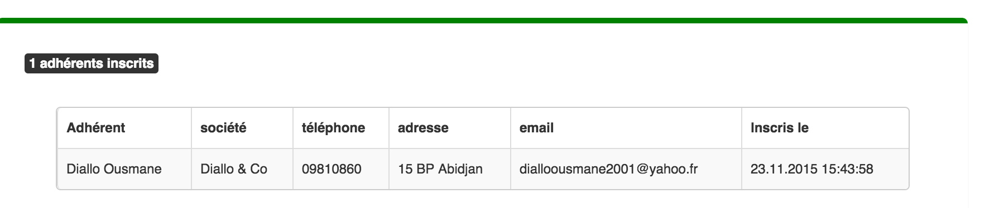 1 adhérents inscrits
Adhérent société téléphone adresse email Inscris le
Diallo Ousmane Diallo & Co 09810860 15 BP Abidjan dialloousmane2001@yahoo.fr 23.11.2015 15:43:58